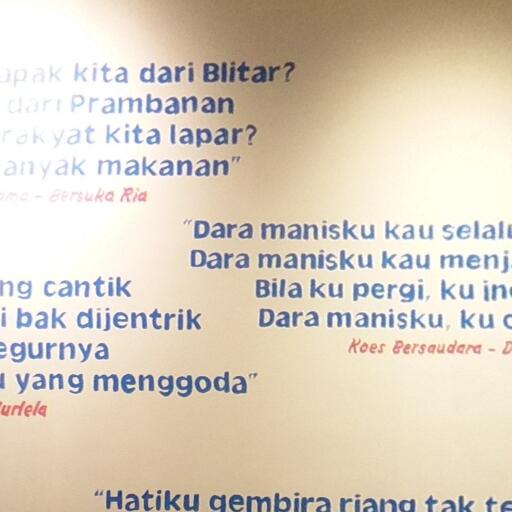 apak kita dari Blitar?
dari Prambanan
rakyat kita lapar?
anyak makanan”
ama - Bersuka Ria
“Dara manisku kau selalu
Dara manisku kau menj
Bila ku pergi, ku in
Dara manisku, ku
Koes Bersaudara - D
ng cantik
i bak dijentrik
egurnya
u yang menggoda”
urlela
“Hatiku gembira riang tak te